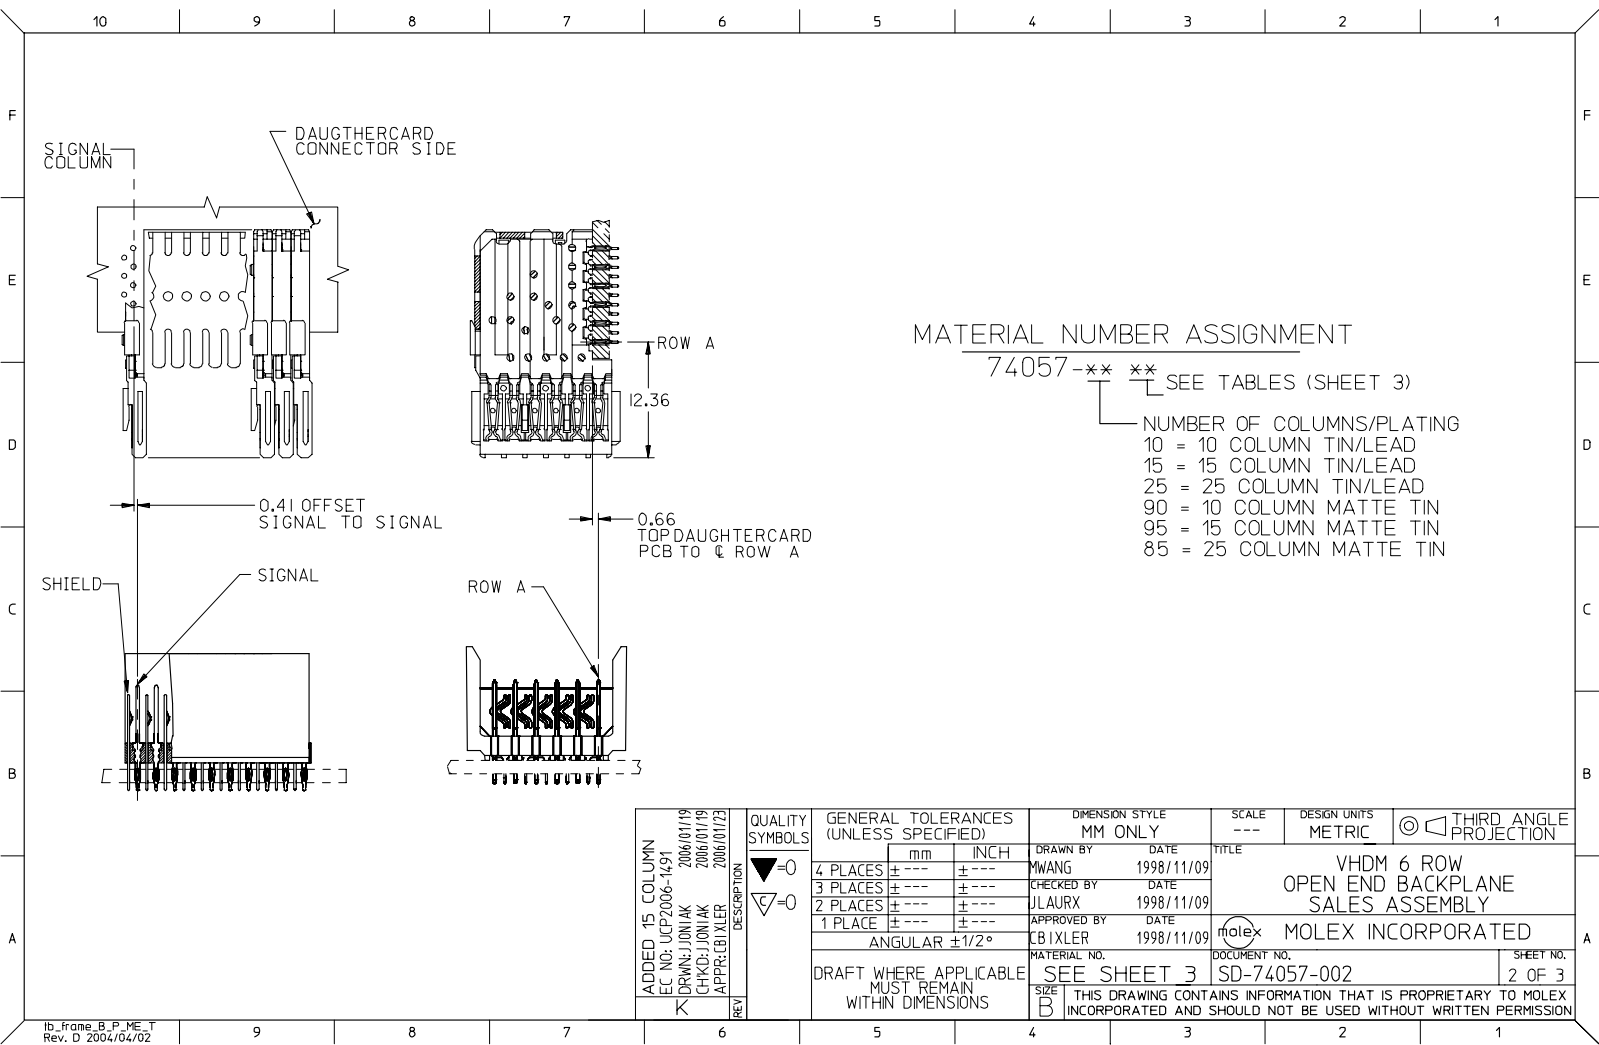 10 9 8 7 6 5 4 3 2 1
F
F
E
E
D
D
C
C
B
B
A
A
SIGNAL
COLUMN
DAUGTHERCARD
CONNECTOR SIDE
ROW A
12.36
0.41 OFFSET
SIGNAL TO SIGNAL
0.66
TOP DAUGHTERCARD
PCB TO ℄ ROW A
SHIELD
SIGNAL
ROW A
MATERIAL NUMBER ASSIGNMENT
74057-** **
SEE TABLES (SHEET 3)
NUMBER OF COLUMNS/PLATING
10 = 10 COLUMN TIN/LEAD
15 = 15 COLUMN TIN/LEAD
25 = 25 COLUMN TIN/LEAD
90 = 10 COLUMN MATTE TIN
95 = 15 COLUMN MATTE TIN
85 = 25 COLUMN MATTE TIN
ADDED 15 COLUMN
EC NO: UCP2006-1491
DRWN:JJONIAK 2006/01/19
CH'KD:JJONIAK 2006/01/19
APPR:CBIXLER 2006/01/23
K
DESCRIPTION
REV
QUALITY
SYMBOLS
=0
C =0
GENERAL TOLERANCES
(UNLESS SPECIFIED)
mm INCH
4 PLACES ± --- ± ---
3 PLACES ± --- ± ---
2 PLACES ± --- ± ---
1 PLACE ± --- ± ---
ANGULAR ±1/2°
DRAFT WHERE APPLICABLE
MUST REMAIN
WITHIN DIMENSIONS
DIMENSION STYLE
MM ONLY
SCALE
---
DESIGN UNITS
METRIC
THIRD ANGLE
PROJECTION
DRAWN BY DATE
MWANG 1998/11/09
CHECKED BY DATE
JLAURX 1998/11/09
APPROVED BY DATE
CBIXLER 1998/11/09
TITLE
VHDM 6 ROW
OPEN END BACKPLANE
SALES ASSEMBLY
molex
MOLEX INCORPORATED
MATERIAL NO.
SEE SHEET 3
DOCUMENT NO.
SD-74057-002
SHEET NO.
2 OF 3
SIZE
B
THIS DRAWING CONTAINS INFORMATION THAT IS PROPRIETARY TO MOLEX
INCORPORATED AND SHOULD NOT BE USED WITHOUT WRITTEN PERMISSION
lb_frame_B_P_ME_T
Rev. D 2004/04/02
9 8 7 6 5 4 3 2 1